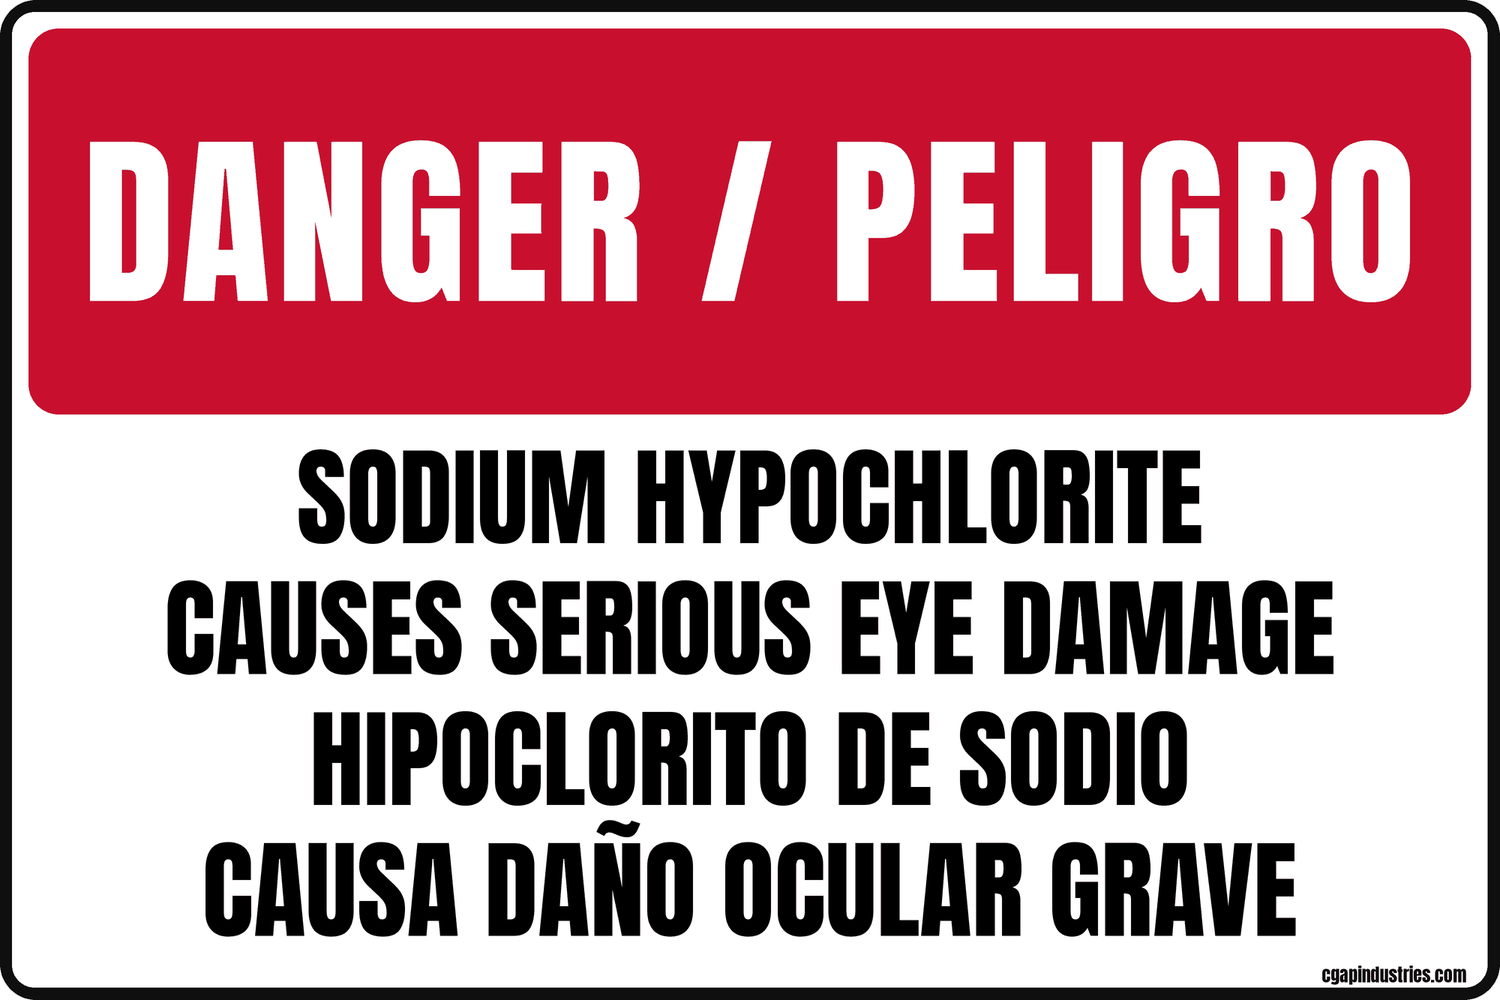 DANGER / PELIGRO
SODIUM HYPOCHLORITE
CAUSES SERIOUS EYE DAMAGE
HIPOCLORITO DE SODIO
CAUSA DAÑO OCULAR GRAVE
cgapindustries.com